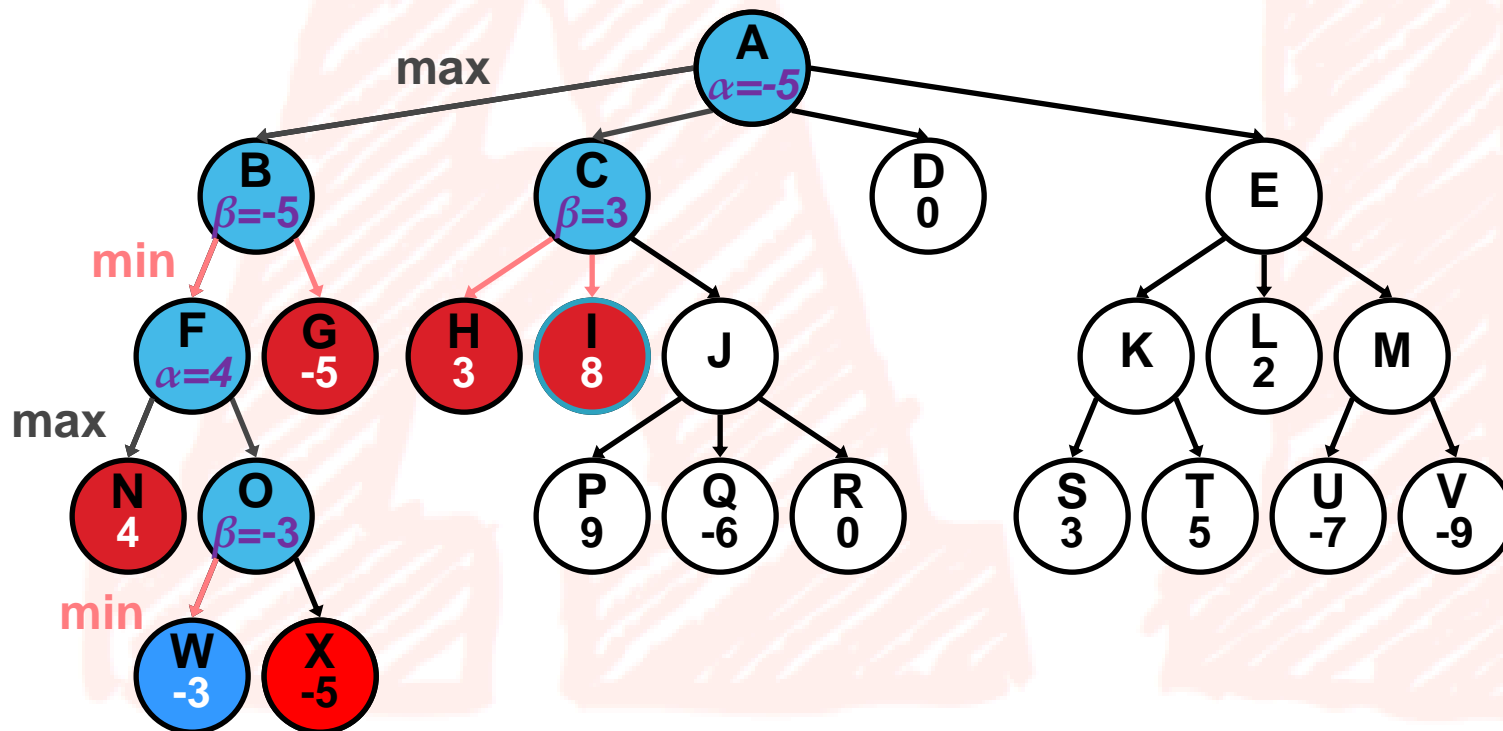 A
α=-5
max
B
β=-5
C
β=3
D
0
E
min
F
α=4
G
-5
H
3
I
8
J
K
L
2
M
max
N
4
O
β=-3
P
9
Q
-6
R
0
S
3
T
5
U
-7
V
-9
min
W
-3
X
-5